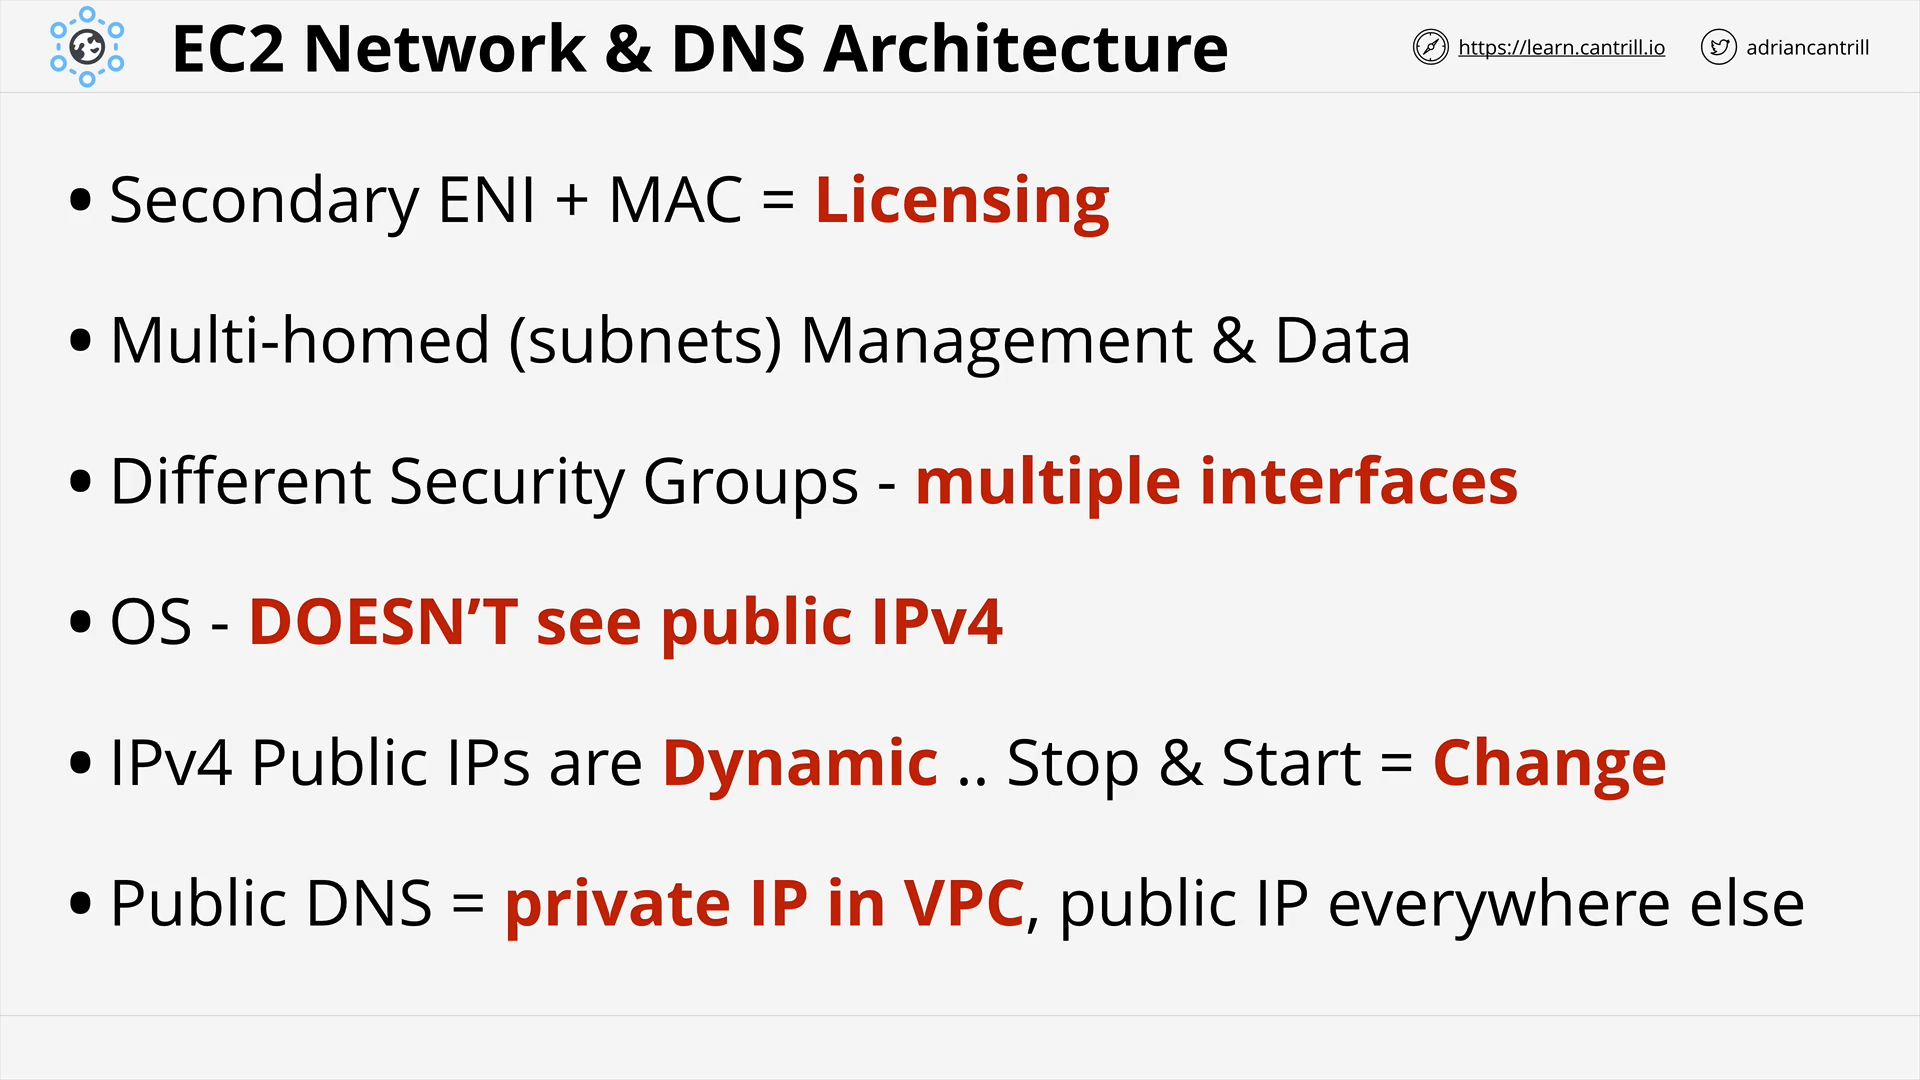 EC2 Network & DNS Architecture
https://learn.cantrill.io
adriancantrill
• Secondary ENI + MAC = Licensing
• Multi-homed (subnets) Management & Data
• Different Security Groups - multiple interfaces
• OS - DOESN’T see public IPv4
• IPv4 Public IPs are Dynamic .. Stop & Start = Change
• Public DNS = private IP in VPC, public IP everywhere else